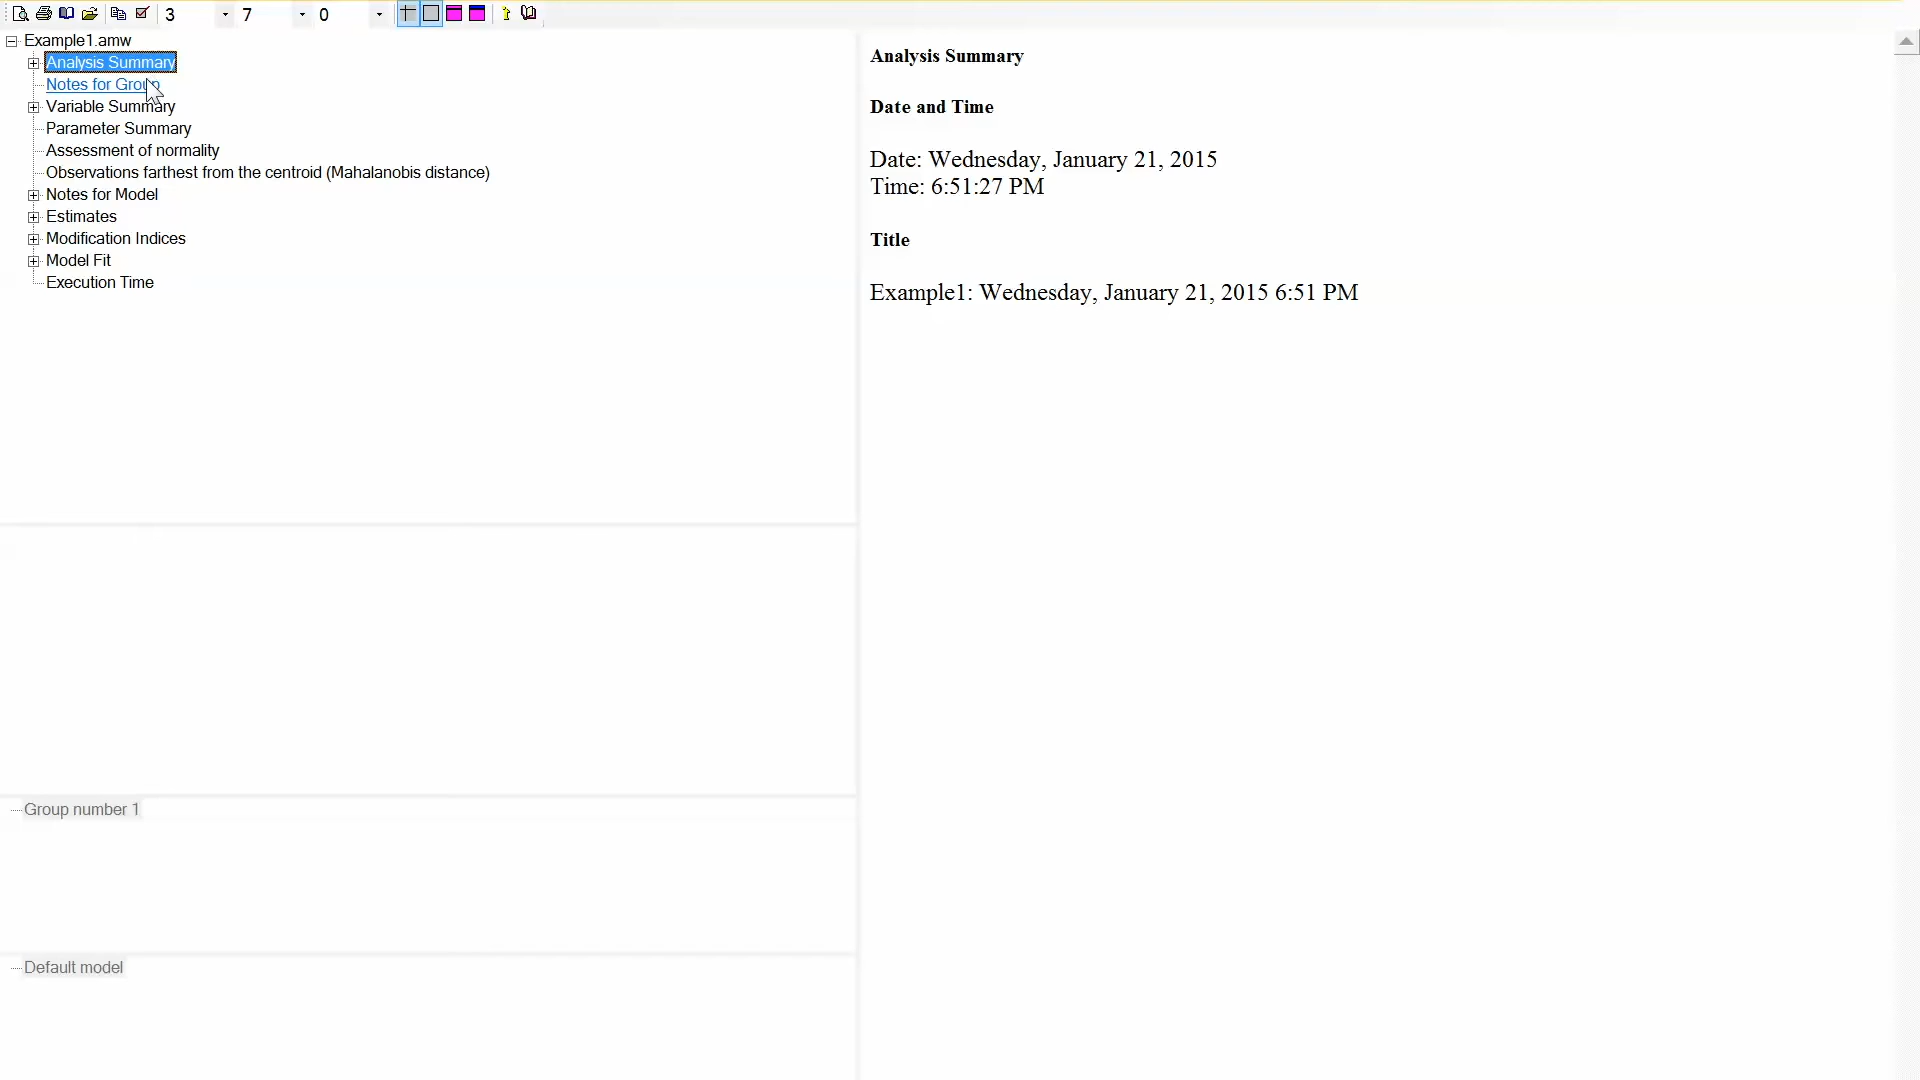 3 7 0
Example1.amw
Analysis Summary
Notes for Group
Variable Summary
Parameter Summary
Assessment of normality
Observations farthest from the centroid (Mahalanobis distance)
Notes for Model
Estimates
Modification Indices
Model Fit
Execution Time
Group number 1
Default model
Analysis Summary
Date and Time
Date: Wednesday, January 21, 2015
Time: 6:51:27 PM
Title
Example1: Wednesday, January 21, 2015 6:51 PM